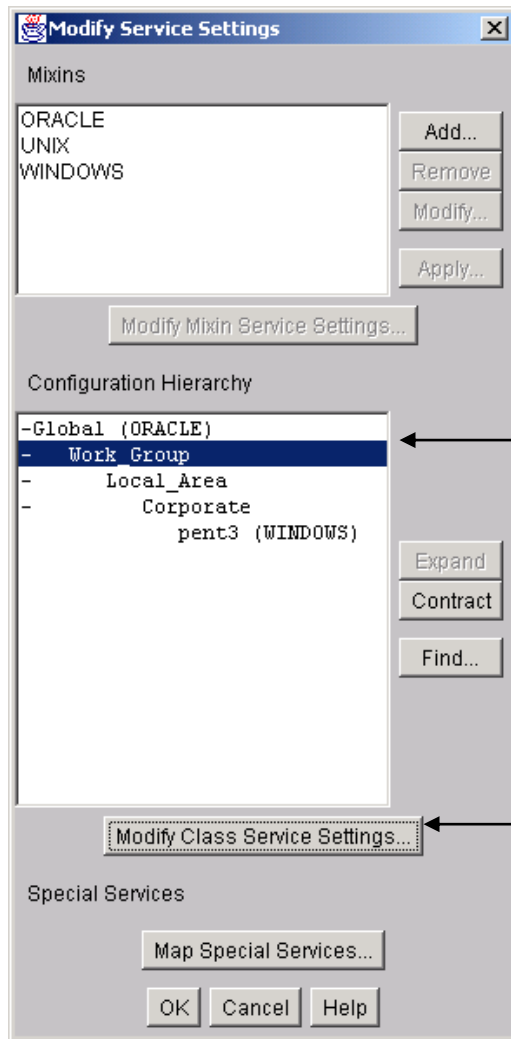 Modify Service Settings
Mixins
ORACLE
UNIX
WINDOWS
Add...
Remove
Modify...
Apply...
Modify Mixin Service Settings...
Configuration Hierarchy
-Global (ORACLE)
- Work_Group
- Local_Area
- Corporate
pent3 (WINDOWS)
Expand
Contract
Find...
Modify Class Service Settings...
Special Services
Map Special Services...
OK Cancel Help